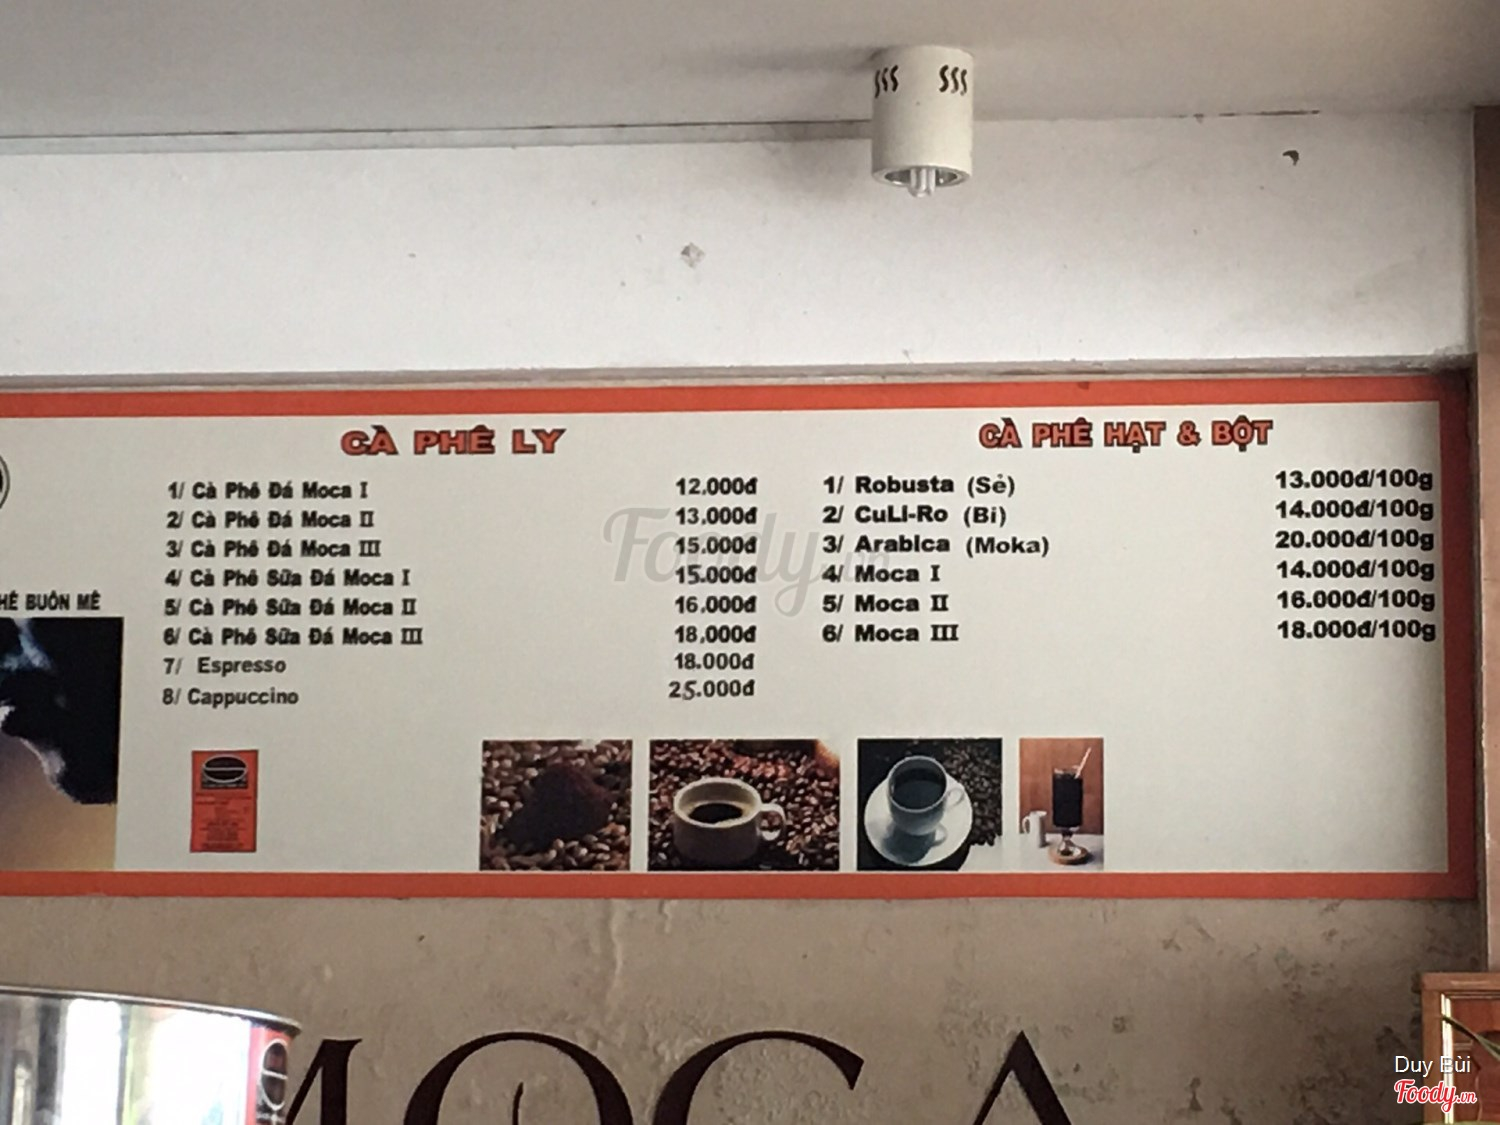 CÀ PHÊ LY
1/ Cà Phê Đá Moca I 12.000đ
2/ Cà Phê Đá Moca II 13.000đ
3/ Cà Phê Đá Moca III 15.000đ
4/ Cà Phê Sữa Đá Moca I 15.000đ
5/ Cà Phê Sữa Đá Moca II 16.000đ
6/ Cà Phê Sữa Đá Moca III 18.000đ
7/ Espresso 18.000đ
8/ Cappuccino 25.000đ
CÀ PHÊ HẠT & BỘT
1/ Robusta (Sẻ) 13.000đ/100g
2/ CuLi-Ro (Bi) 14.000đ/100g
3/ Arabica (Moka) 20.000đ/100g
4/ Moca I 14.000đ/100g
5/ Moca II 16.000đ/100g
6/ Moca III 18.000đ/100g
HÊ BUÔN MÊ
Foody.vn
MOCA
Duy Bùi
Foody.vn